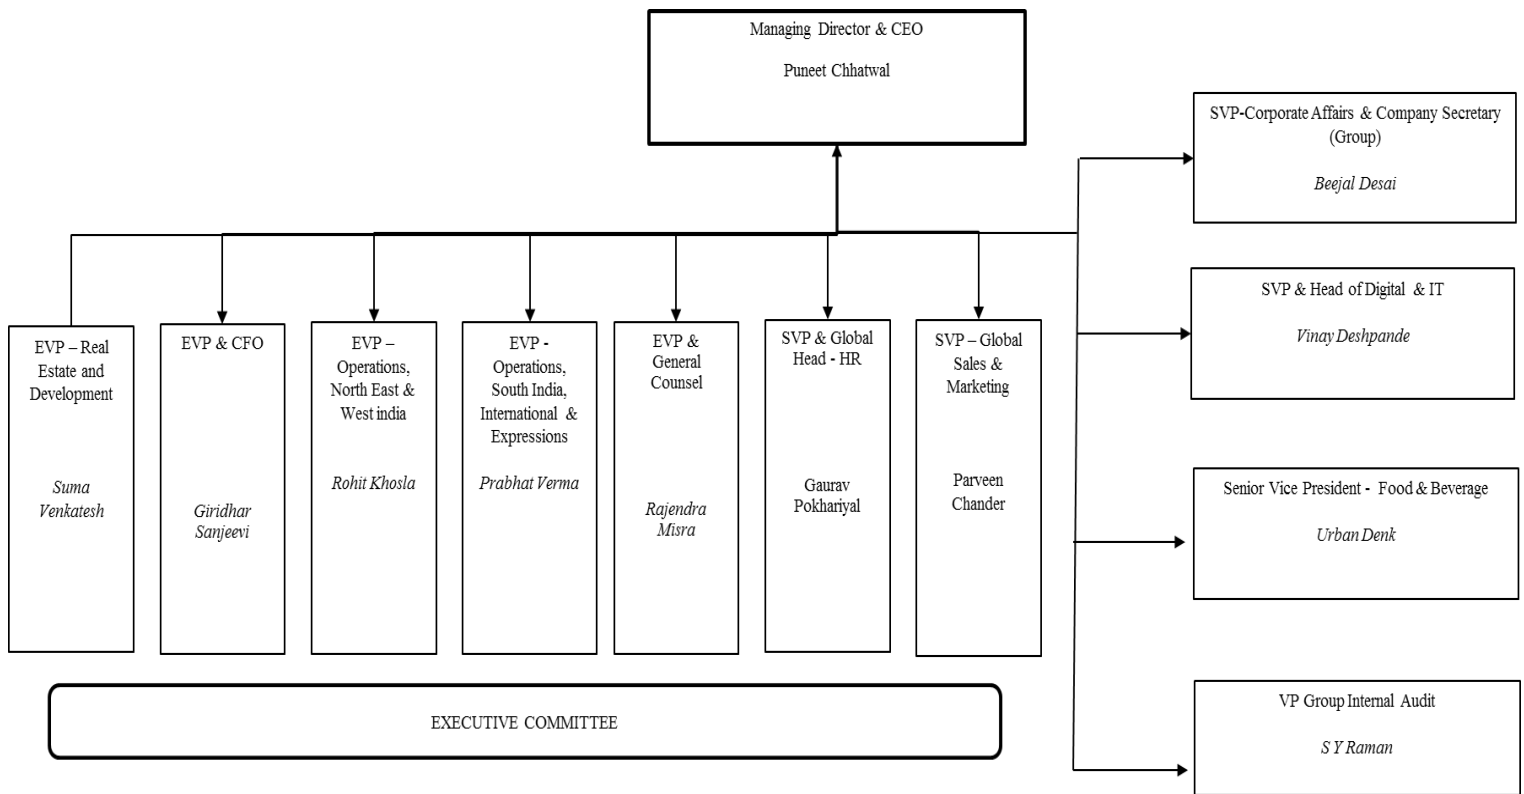 Managing Director & CEO
Puneet Chhatwal
SVP-Corporate Affairs & Company Secretary
(Group)
Beejal Desai
SVP & Head of Digital & IT
Vinay Deshpande
Senior Vice President - Food & Beverage
Urban Denk
VP Group Internal Audit
S Y Raman
EVP – Real
Estate and
Development
Suma
Venkatesh
EVP & CFO
Giridhar
Sanjeevi
EVP –
Operations,
North East &
West india
Rohit Khosla
EVP -
Operations,
South India,
International &
Expressions
Prabhat Verma
EVP &
General
Counsel
Rajendra
Misra
SVP & Global
Head - HR
Gaurav
Pokhariyal
SVP – Global
Sales &
Marketing
Parveen
Chander
EXECUTIVE COMMITTEE